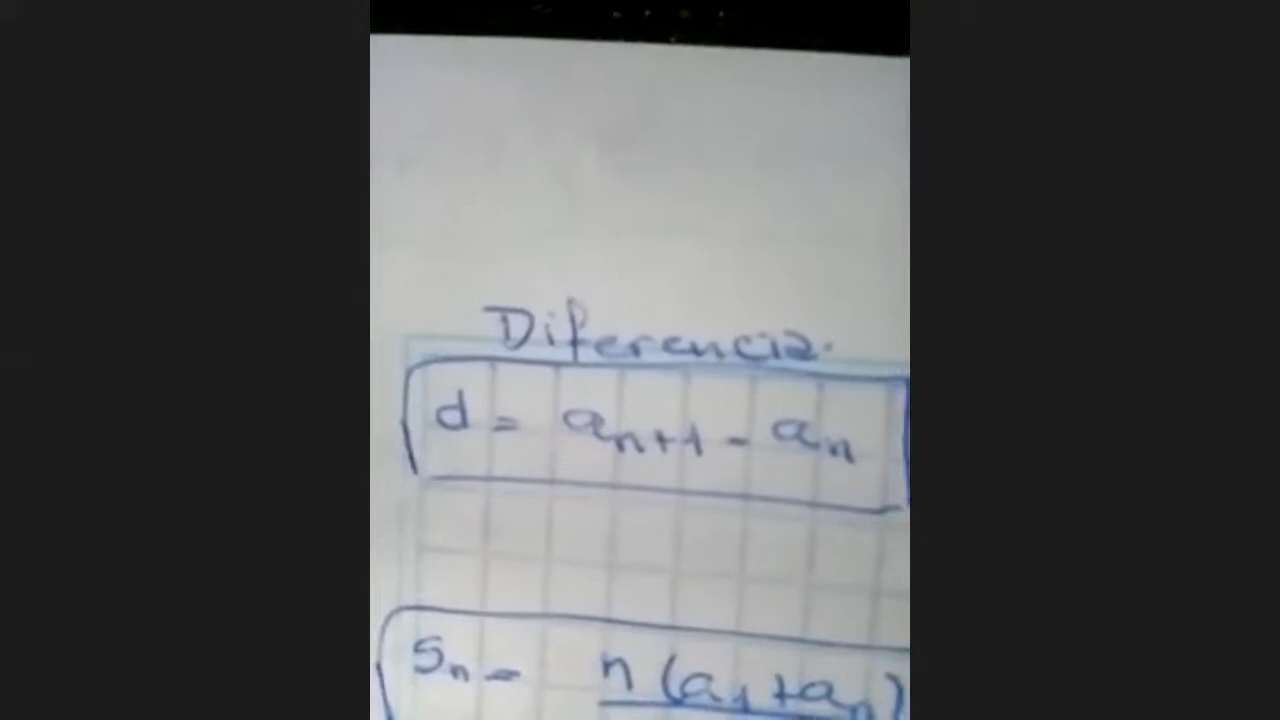 Diferencia.
d = aₙ₊₁ - aₙ
Sₙ = n(a₁+aₙ)